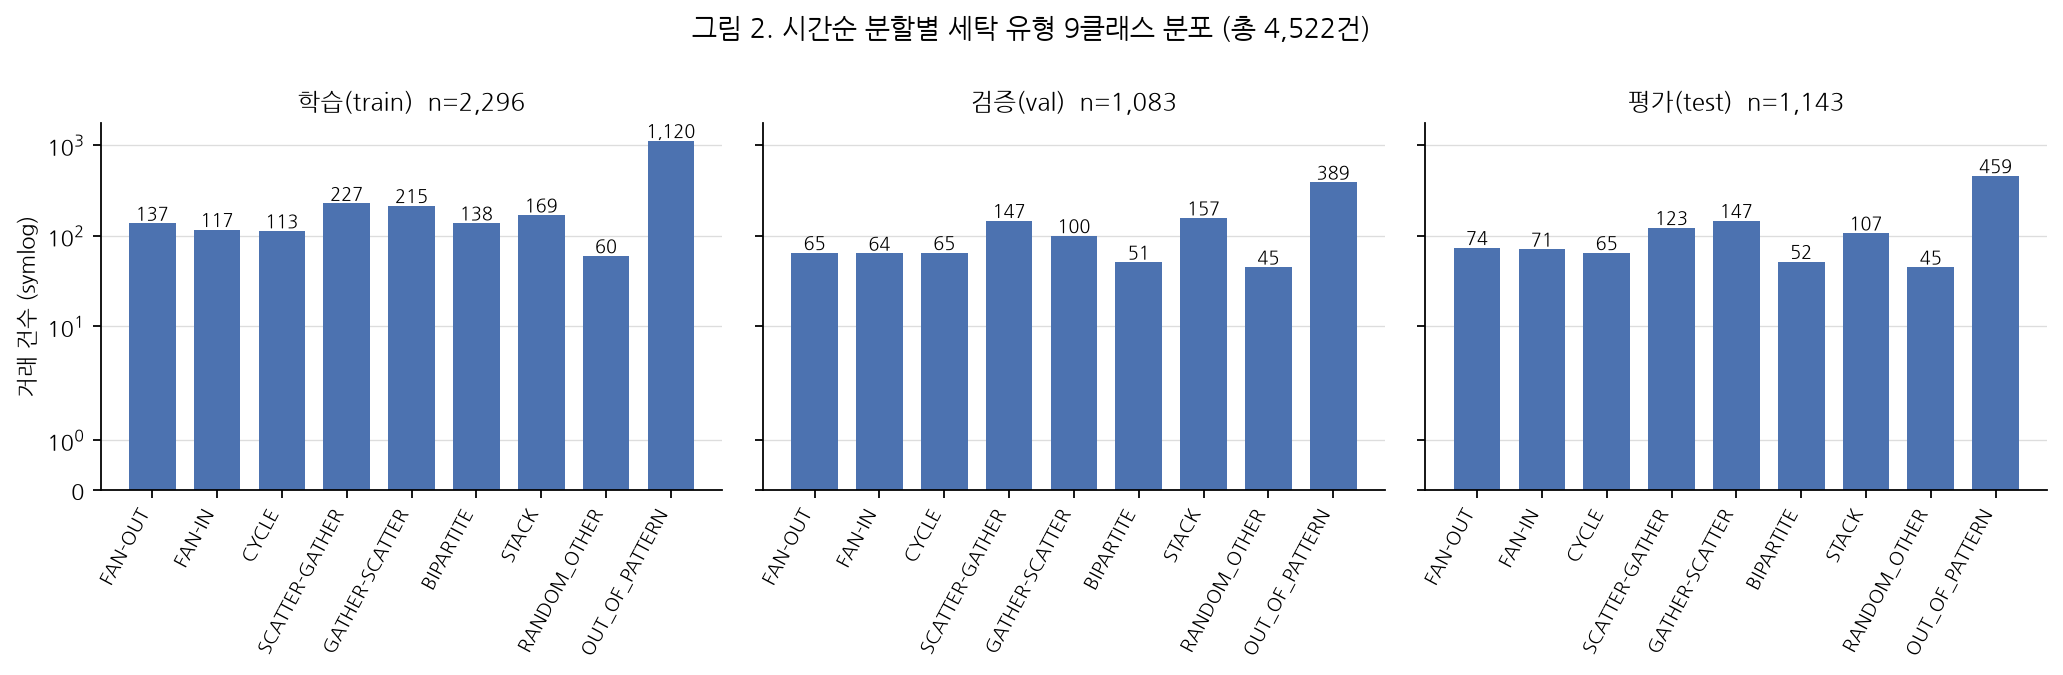 그림 2. 시간순 분할별 세탁 유형 9클래스 분포 (총 4,522건)
학습(train) n=2,296
거래 건수 (symlog)
10³
10²
10¹
10⁰
0
137
117
113
227
215
138
169
60
1,120
FAN-OUT
FAN-IN
CYCLE
SCATTER-GATHER
GATHER-SCATTER
BIPARTITE
STACK
RANDOM_OTHER
OUT_OF_PATTERN
검증(val) n=1,083
65
64
65
147
100
51
157
45
389
FAN-OUT
FAN-IN
CYCLE
SCATTER-GATHER
GATHER-SCATTER
BIPARTITE
STACK
RANDOM_OTHER
OUT_OF_PATTERN
평가(test) n=1,143
74
71
65
123
147
52
107
45
459
FAN-OUT
FAN-IN
CYCLE
SCATTER-GATHER
GATHER-SCATTER
BIPARTITE
STACK
RANDOM_OTHER
OUT_OF_PATTERN